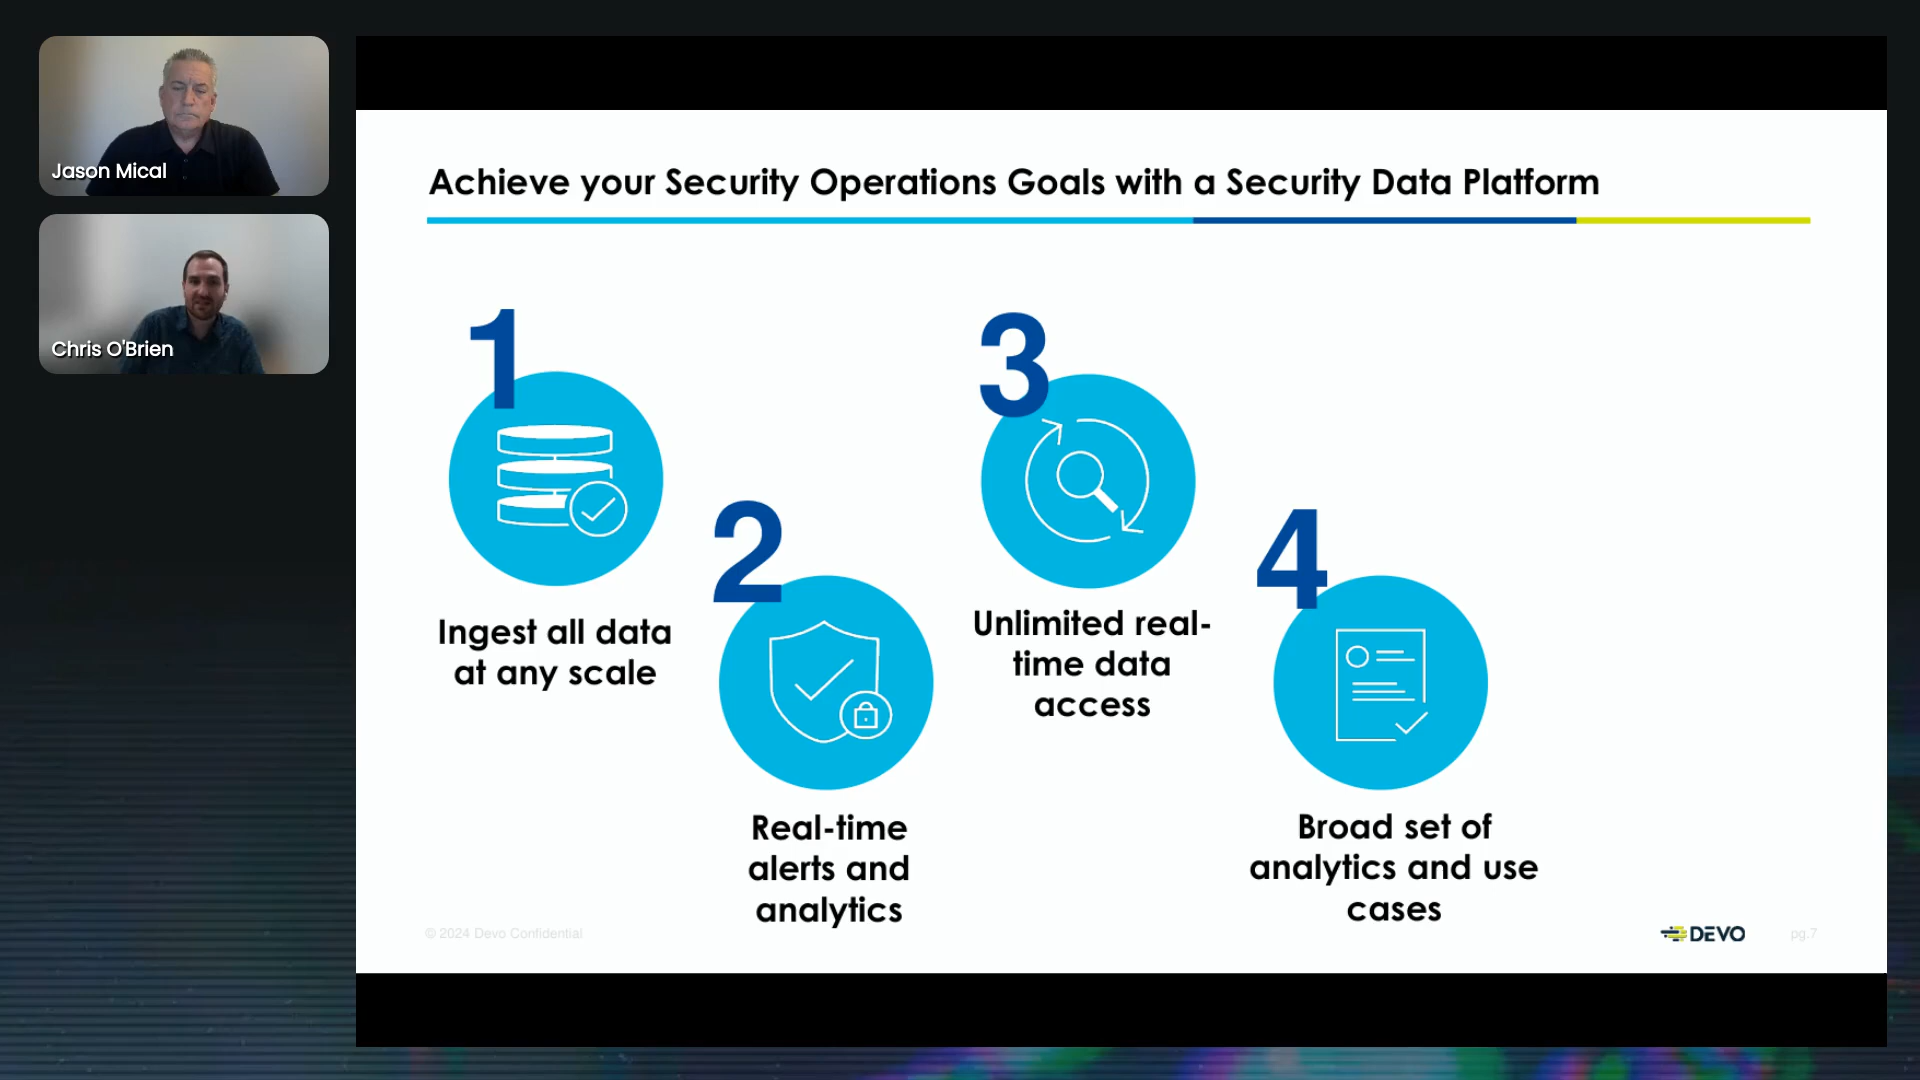 Jason Mical
Chris O'Brien
Achieve your Security Operations Goals with a Security Data Platform
1
Ingest all data
at any scale
2
Real-time
alerts and
analytics
3
Unlimited real-
time data
access
4
Broad set of
analytics and use
cases
© 2024 Devo Confidential
DEVO
pg.7